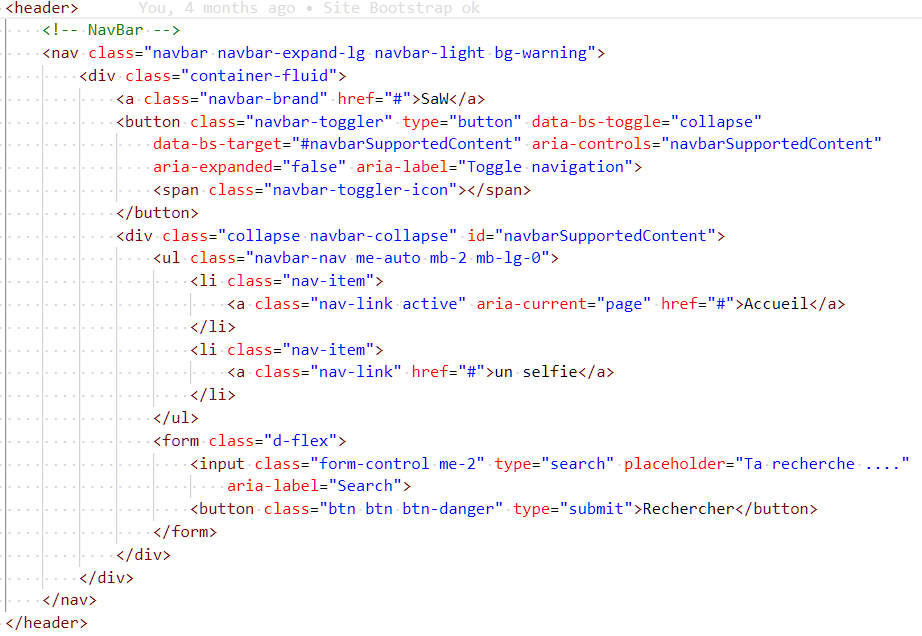 <header> You, 4 months ago • Site Bootstrap ok
<!-- NavBar -->
<nav class="navbar navbar-expand-lg navbar-light bg-warning">
<div class="container-fluid">
<a class="navbar-brand" href="#">SaW</a>
<button class="navbar-toggler" type="button" data-bs-toggle="collapse"
data-bs-target="#navbarSupportedContent" aria-controls="navbarSupportedContent"
aria-expanded="false" aria-label="Toggle navigation">
<span class="navbar-toggler-icon"></span>
</button>
<div class="collapse navbar-collapse" id="navbarSupportedContent">
<ul class="navbar-nav me-auto mb-2 mb-lg-0">
<li class="nav-item">
<a class="nav-link active" aria-current="page" href="#">Accueil</a>
</li>
<li class="nav-item">
<a class="nav-link" href="#">un selfie</a>
</li>
</ul>
<form class="d-flex">
<input class="form-control me-2" type="search" placeholder="Ta recherche ...."
aria-label="Search">
<button class="btn btn btn-danger" type="submit">Rechercher</button>
</form>
</div>
</div>
</nav>
</header>